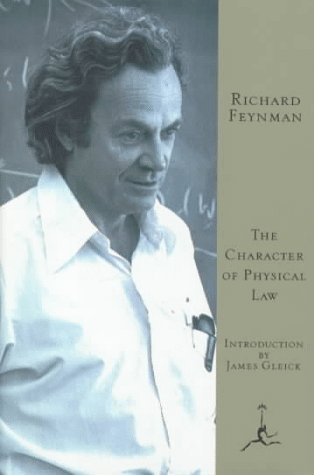 RICHARD
FEYNMAN
THE
CHARACTER
OF PHYSICAL
LAW
INTRODUCTION
BY
JAMES GLEICK